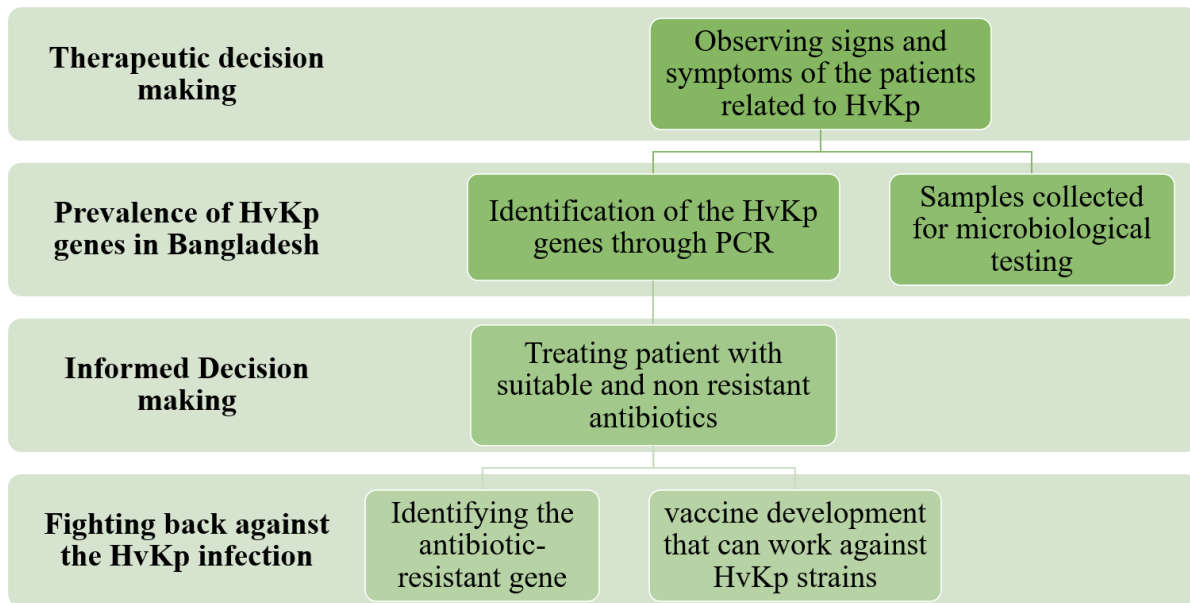 Therapeutic decision
making
Observing signs and
symptoms of the patients
related to HvKp
Prevalence of HvKp
genes in Bangladesh
Identification of the HvKp
genes through PCR
Samples collected
for microbiological
testing
Informed Decision
making
Treating patient with
suitable and non resistant
antibiotics
Fighting back against
the HvKp infection
Identifying the
antibiotic-
resistant gene
vaccine development
that can work against
HvKp strains